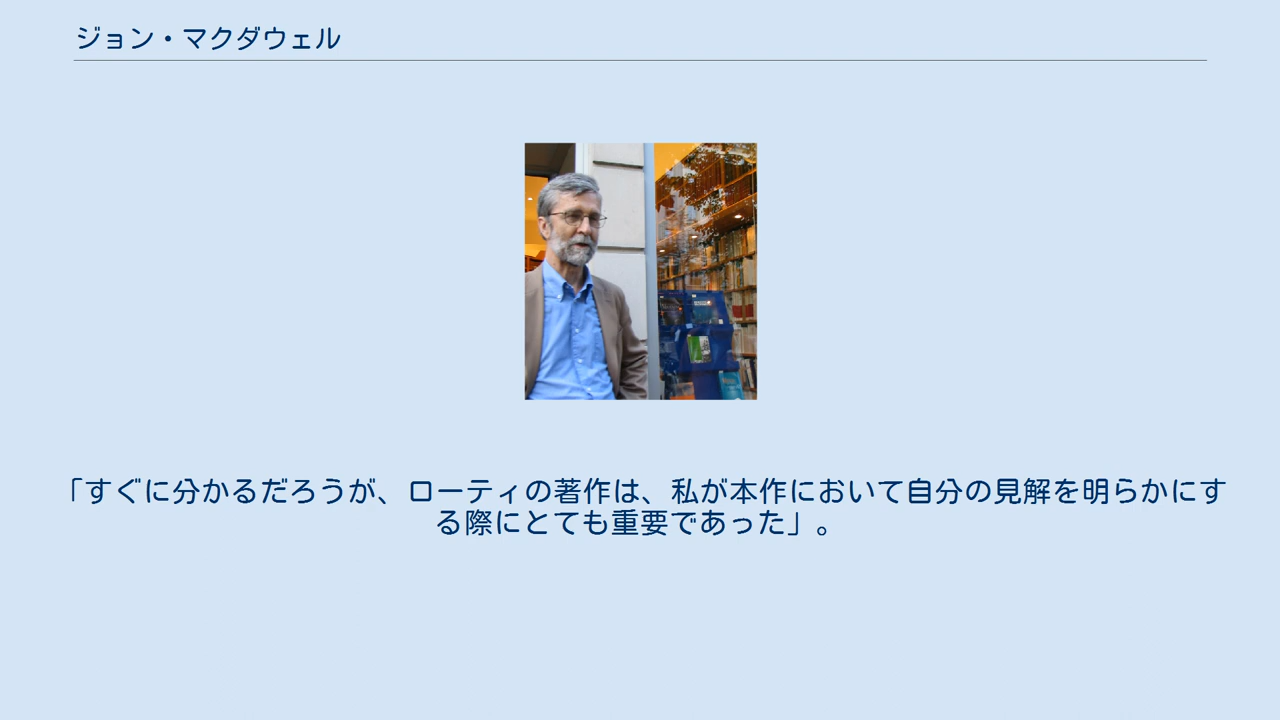 ジョン・マクダウェル
「すぐに分かるだろうが、ローティの著作は、私が本作において自分の見解を明らかにす
る際にとても重要であった」。